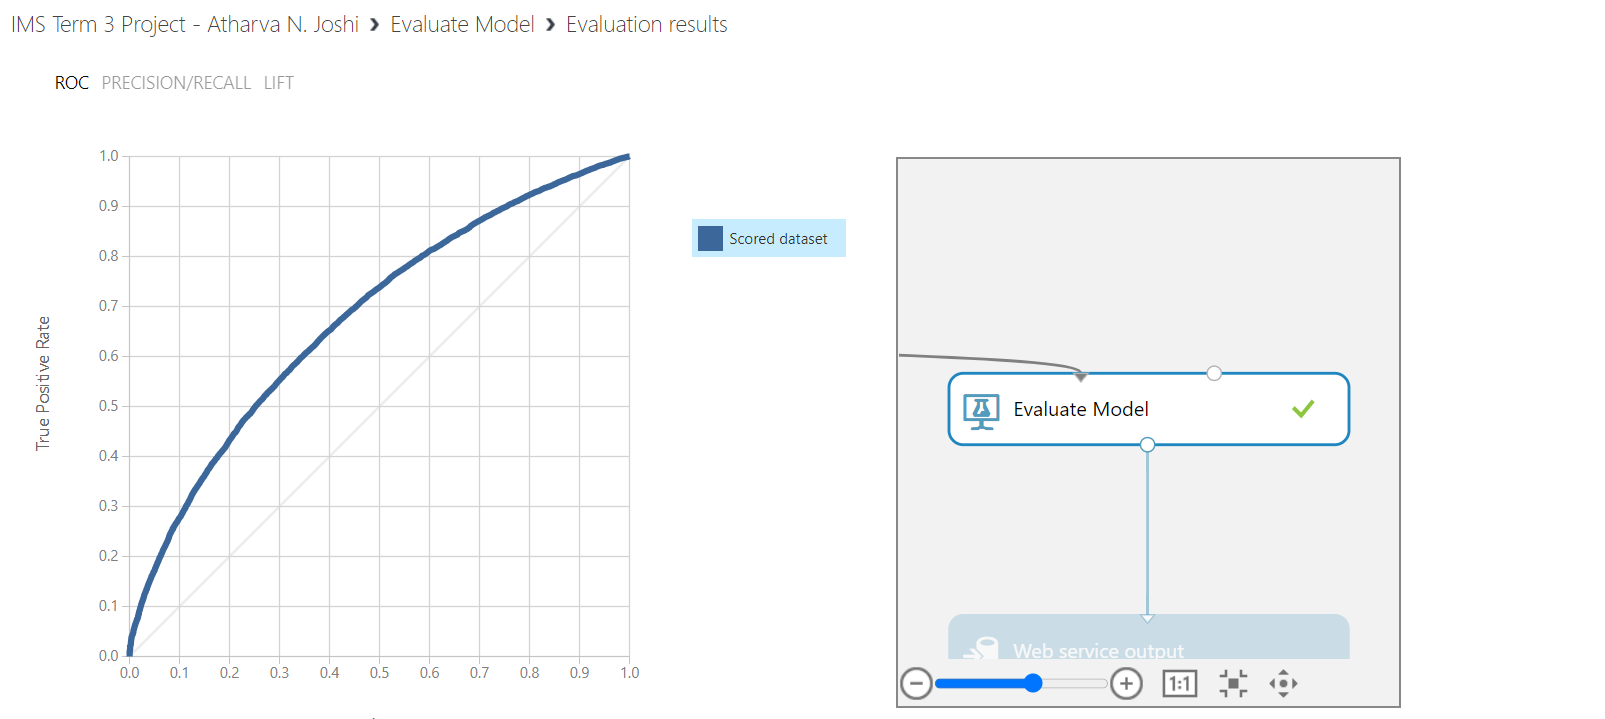 IMS Term 3 Project - Atharva N. Joshi › Evaluate Model › Evaluation results
ROC PRECISION/RECALL LIFT
True Positive Rate
1.0
0.9
0.8
0.7
0.6
0.5
0.4
0.3
0.2
0.1
0.0
0.0 0.1 0.2 0.3 0.4 0.5 0.6 0.7 0.8 0.9 1.0
Scored dataset
Evaluate Model
Web service output
1:1